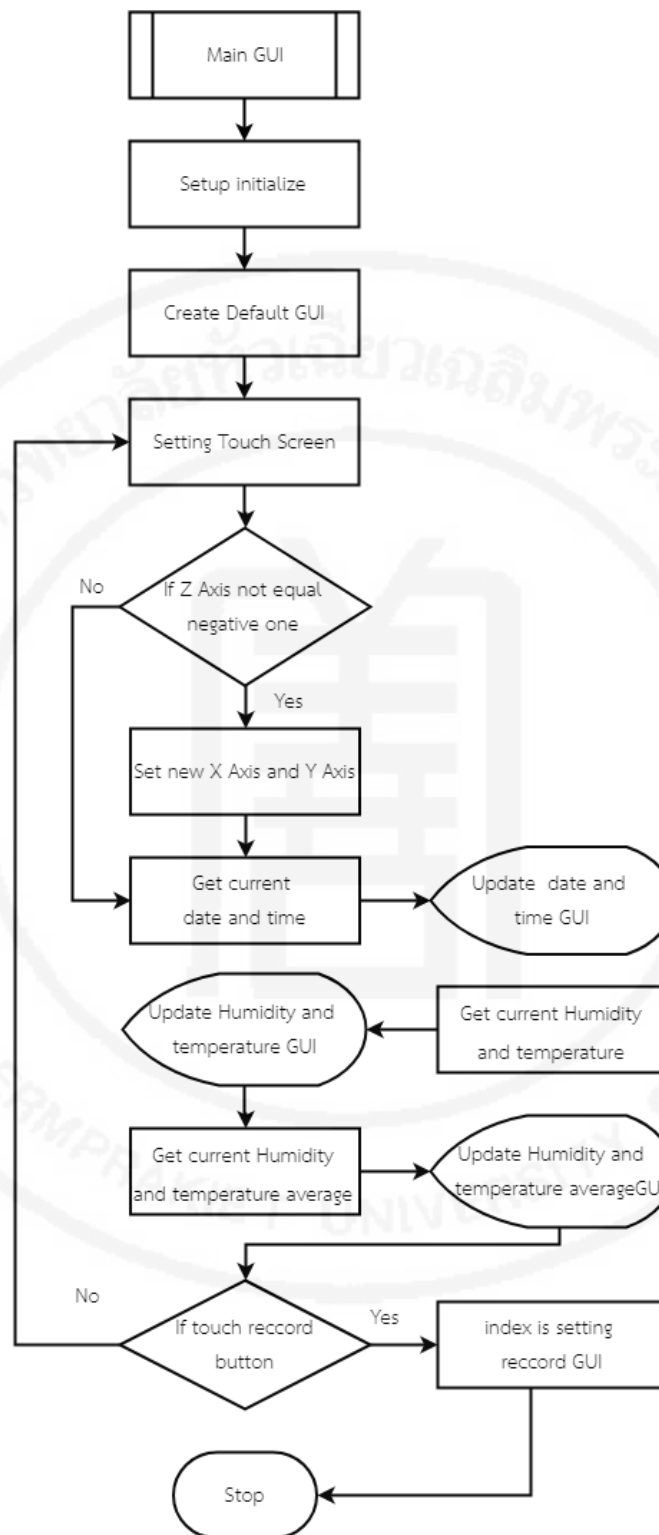 Main GUI
Setup initialize
Create Default GUI
Setting Touch Screen
No
If Z Axis not equal
negative one
Yes
Set new X Axis and Y Axis
Get current
date and time
Update date and
time GUI
Get current Humidity
and temperature
Update Humidity and
temperature GUI
Get current Humidity
and temperature average
Update Humidity and
temperature averageGU
No
If touch reccord
button
Yes
index is setting
reccord GUI
Stop